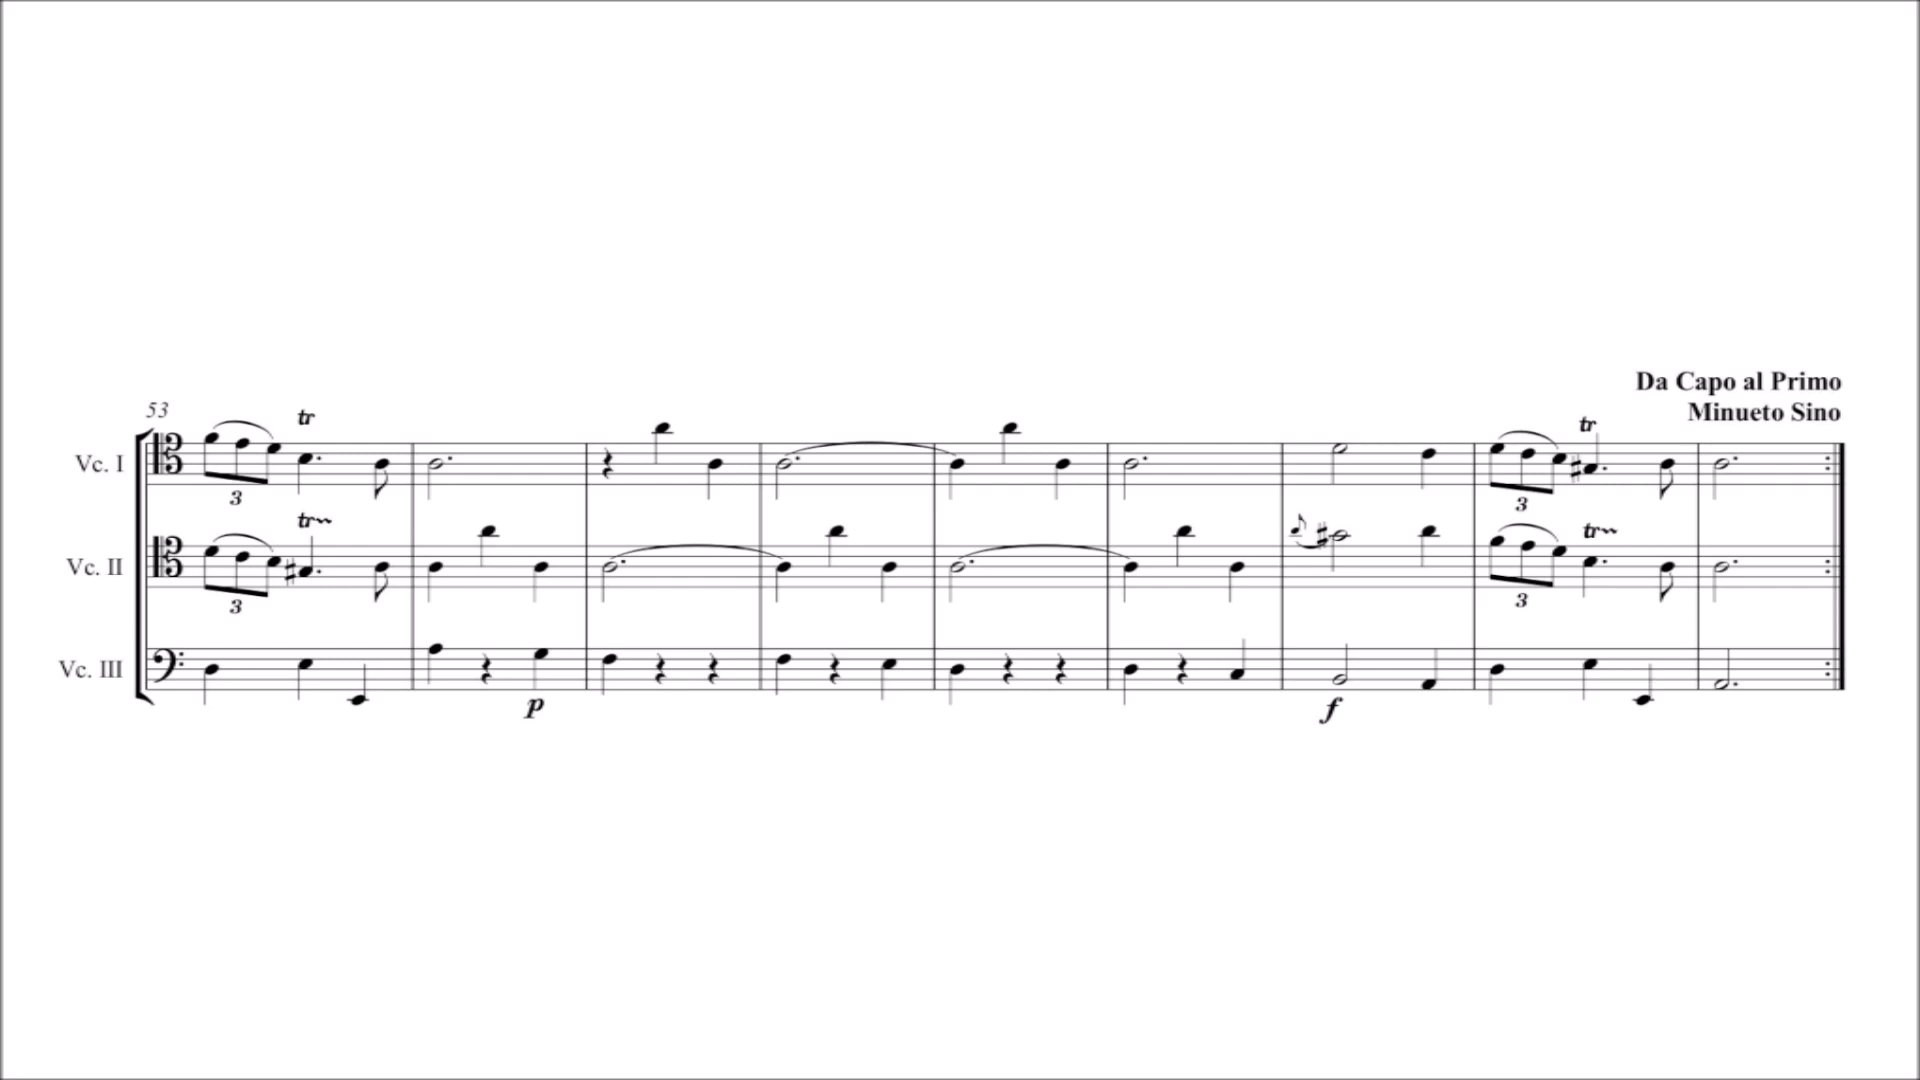 Da Capo al Primo
Minueto Sino
53
tr
tr
Vc. I
3
3
tr
tr
Vc. II
3
3
Vc. III
p
f